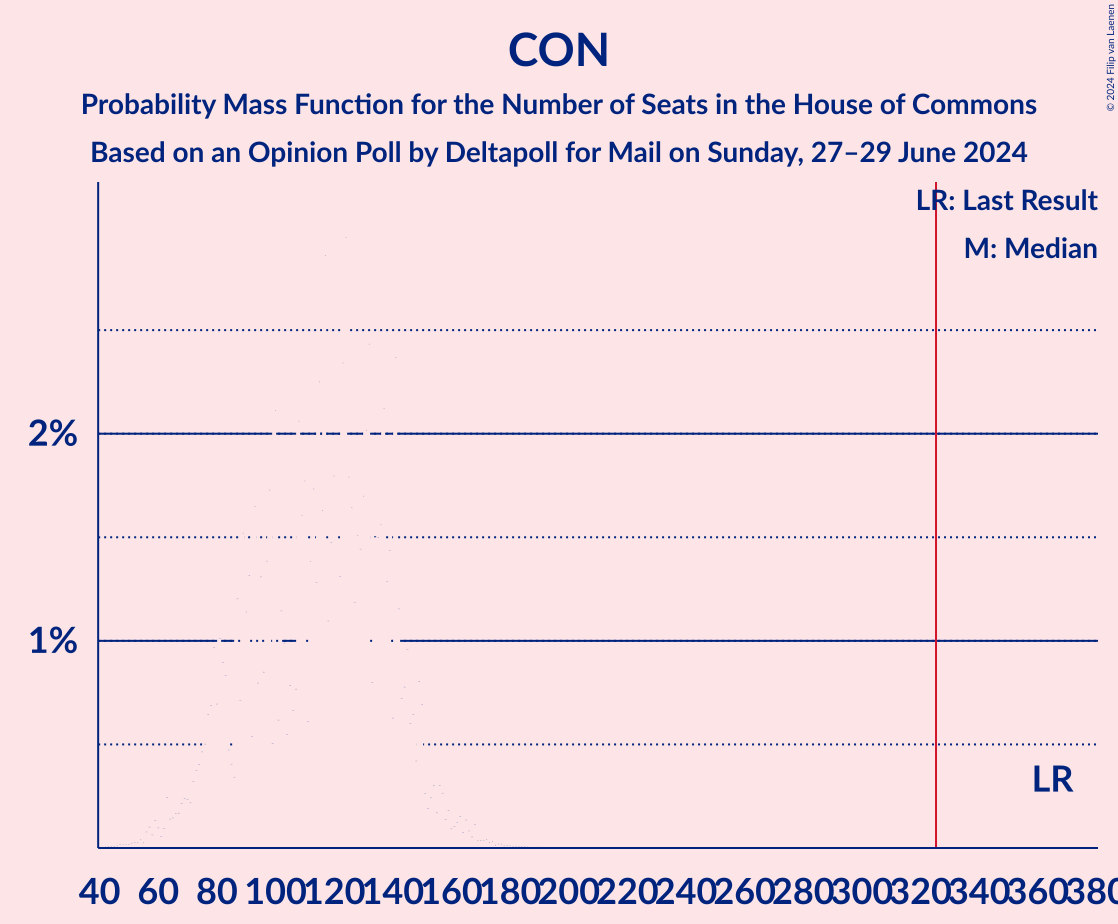 CON
Probability Mass Function for the Number of Seats in the House of Commons
Based on an Opinion Poll by Deltapoll for Mail on Sunday, 27–29 June 2024
© 2024 Filip van Laenen
LR: Last Result
M: Median
2%
1%
LR
40 60 80 100 120 140 160 180 200 220 240 260 280 300 320 340 360 380